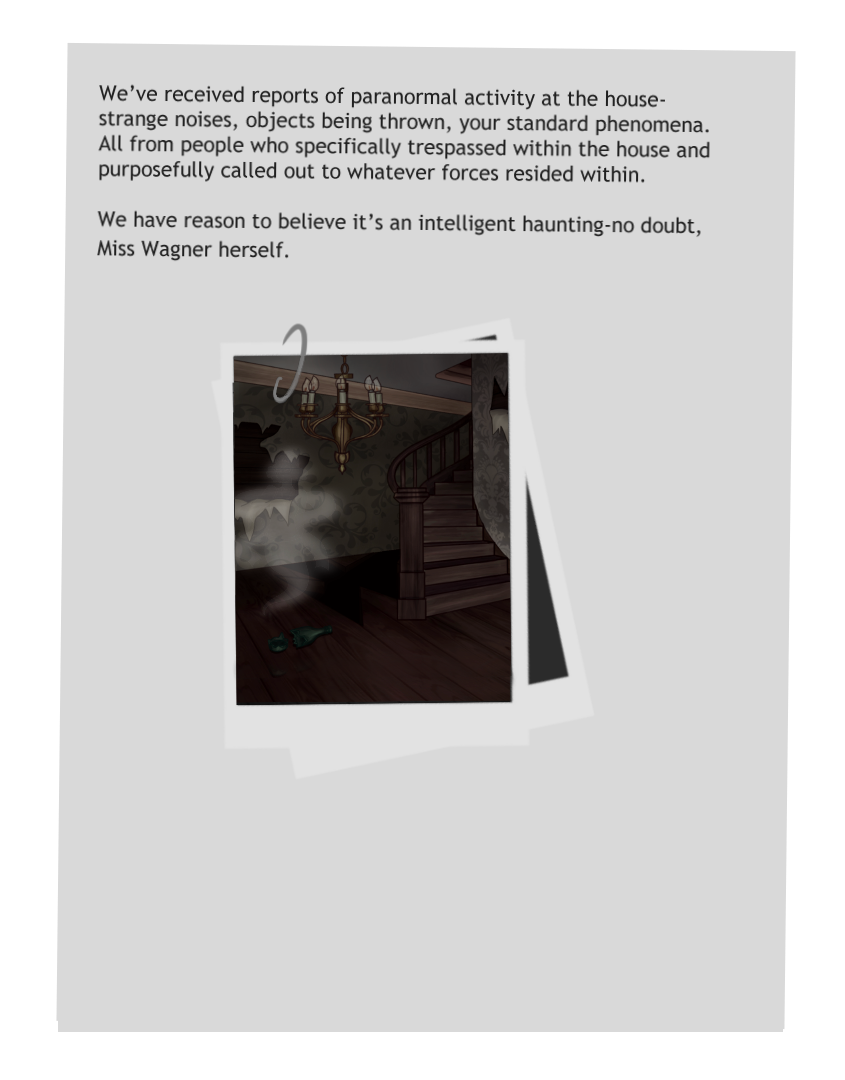 We’ve received reports of paranormal activity at the house-
strange noises, objects being thrown, your standard phenomena.
All from people who specifically trespassed within the house and
purposefully called out to whatever forces resided within.
We have reason to believe it’s an intelligent haunting-no doubt,
Miss Wagner herself.